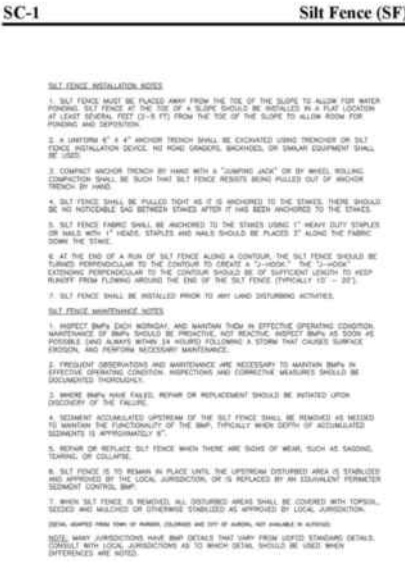 SC-1 Silt Fence (SF)
SILT FENCE INSTALLATION NOTES
1. SILT FENCE MUST BE PLACED AWAY FROM THE TOE OF THE SLOPE TO ALLOW FOR WATER
PONDING. SILT FENCE AT THE TOE OF A SLOPE SHOULD BE INSTALLED IN A FLAT LOCATION
AT LEAST SEVERAL FEET (2-5 FT) FROM THE TOE OF THE SLOPE TO ALLOW ROOM FOR
PONDING AND DEPOSITION.
2. A UNIFORM 6" X 4" ANCHOR TRENCH SHALL BE EXCAVATED USING TRENCHER OR SILT
FENCE INSTALLATION DEVICE. NO ROAD GRADERS, BACKHOES, OR SIMILAR EQUIPMENT SHALL
BE USED.
3. COMPACT ANCHOR TRENCH BY HAND WITH A "JUMPING JACK" OR BY WHEEL ROLLING.
COMPACTION SHALL BE SUCH THAT SILT FENCE RESISTS BEING PULLED OUT OF ANCHOR
TRENCH BY HAND.
4. SILT FENCE SHALL BE PULLED TIGHT AS IT IS ANCHORED TO THE STAKES. THERE SHOULD
BE NO NOTICEABLE SAG BETWEEN STAKES AFTER IT HAS BEEN ANCHORED TO THE STAKES.
5. SILT FENCE FABRIC SHALL BE ANCHORED TO THE STAKES USING 1" HEAVY DUTY STAPLES
OR NAILS WITH 1" HEADS. STAPLES AND NAILS SHOULD BE PLACED 3" ALONG THE FABRIC
DOWN THE STAKE.
6. AT THE END OF A RUN OF SILT FENCE ALONG A CONTOUR, THE SILT FENCE SHOULD BE
TURNED PERPENDICULAR TO THE CONTOUR TO CREATE A "J-HOOK." THE "J-HOOK"
EXTENDING PERPENDICULAR TO THE CONTOUR SHOULD BE OF SUFFICIENT LENGTH TO KEEP
RUNOFF FROM FLOWING AROUND THE END OF THE SILT FENCE (TYPICALLY 10' - 20').
7. SILT FENCE SHALL BE INSTALLED PRIOR TO ANY LAND DISTURBING ACTIVITIES.
SILT FENCE MAINTENANCE NOTES
1. INSPECT BMPs EACH WORKDAY, AND MAINTAIN THEM IN EFFECTIVE OPERATING CONDITION.
MAINTENANCE OF BMPs SHOULD BE PROACTIVE, NOT REACTIVE. INSPECT BMPs AS SOON AS
POSSIBLE (AND ALWAYS WITHIN 24 HOURS) FOLLOWING A STORM THAT CAUSES SURFACE
EROSION, AND PERFORM NECESSARY MAINTENANCE.
2. FREQUENT OBSERVATIONS AND MAINTENANCE ARE NECESSARY TO MAINTAIN BMPs IN
EFFECTIVE OPERATING CONDITION. INSPECTIONS AND CORRECTIVE MEASURES SHOULD BE
DOCUMENTED THOROUGHLY.
3. WHERE BMPs HAVE FAILED, REPAIR OR REPLACEMENT SHOULD BE INITIATED UPON
DISCOVERY OF THE FAILURE.
4. SEDIMENT ACCUMULATED UPSTREAM OF THE SILT FENCE SHALL BE REMOVED AS NEEDED
TO MAINTAIN THE FUNCTIONALITY OF THE BMP, TYPICALLY WHEN DEPTH OF ACCUMULATED
SEDIMENTS IS APPROXIMATELY 6".
5. REPAIR OR REPLACE SILT FENCE WHEN THERE ARE SIGNS OF WEAR, SUCH AS SAGGING,
TEARING, OR COLLAPSE.
6. SILT FENCE IS TO REMAIN IN PLACE UNTIL THE UPSTREAM DISTURBED AREA IS STABILIZED
AND APPROVED BY THE LOCAL JURISDICTION, OR IS REPLACED BY AN EQUIVALENT PERIMETER
SEDIMENT CONTROL BMP.
7. WHEN SILT FENCE IS REMOVED, ALL DISTURBED AREAS SHALL BE COVERED WITH TOPSOIL,
SEEDED AND MULCHED OR OTHERWISE STABILIZED AS APPROVED BY LOCAL JURISDICTION.
(DETAIL ADAPTED FROM TOWN OF PARKER, COLORADO AND CITY OF AURORA, NOT AVAILABLE IN AUTOCAD)
NOTE: MANY JURISDICTIONS HAVE BMP DETAILS THAT VARY FROM UDFCD STANDARD DETAILS.
CONSULT WITH LOCAL JURISDICTIONS AS TO WHICH DETAIL SHOULD BE USED WHEN
DIFFERENCES ARE NOTED.